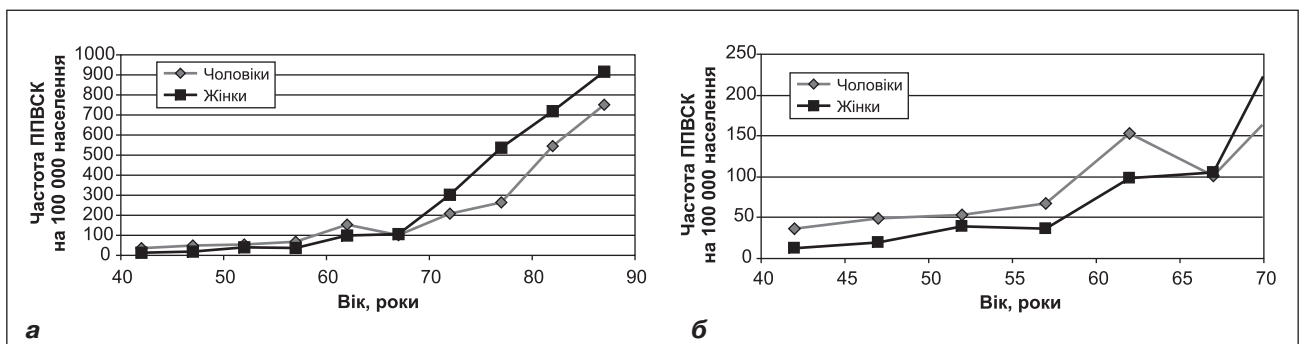 Частота ППВСК
на 100 000 населення
1000
900
800
700
600
500
400
300
200
100
0
Чоловіки
Жінки
40
50
60
70
80
90
Вік, роки
а
Частота ППВСК
на 100 000 населення
250
200
150
100
50
0
Чоловіки
Жінки
40
45
50
55
60
65
70
Вік, роки
б